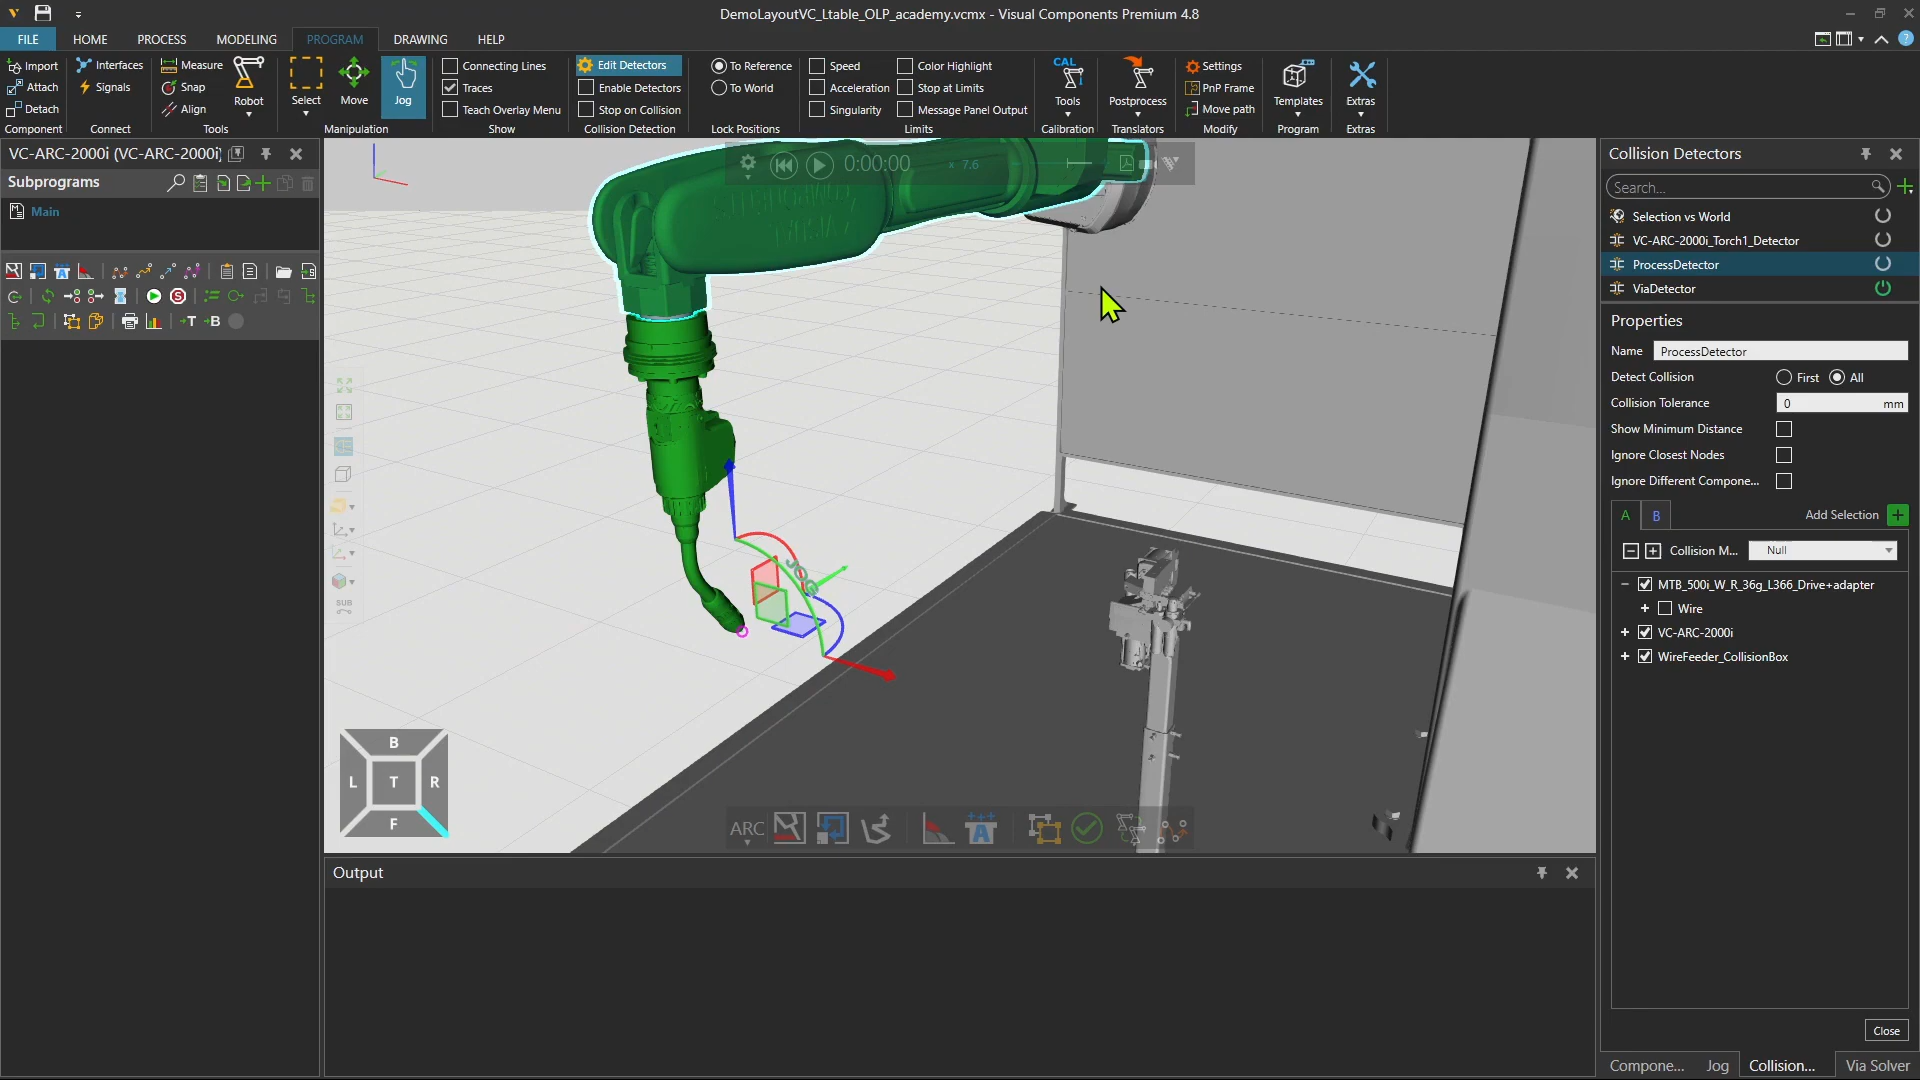 DemoLayoutVC_Ltable_OLP_academy.vcmx - Visual Components Premium 4.8
FILE HOME PROCESS MODELING PROGRAM DRAWING HELP
Import Interfaces Measure Connecting Lines Edit Detectors To Reference Speed Color Highlight CAL Settings
Attach Signals Snap Traces Enable Detectors To World Acceleration Stop at Limits PnP Frame
Detach Align Robot Select Move Jog Teach Overlay Menu Stop on Collision Singularity Message Panel Output Tools Postprocess Move path Templates Extras
Component Connect Tools Manipulation Show Collision Detection Lock Positions Limits Calibration Translators Modify Program Extras
VC-ARC-2000i (VC-ARC-2000i)
Subprograms
Main
0:00:00 x 7.6
SUB
JOG
B
L T R
F
ARC
Output
Collision Detectors
Search...
Selection vs World
VC-ARC-2000i_Torch1_Detector
ProcessDetector
ViaDetector
Properties
Name ProcessDetector
Detect Collision First All
Collision Tolerance 0 mm
Show Minimum Distance
Ignore Closest Nodes
Ignore Different Compone...
A B Add Selection
Collision M... Null
MTB_500i_W_R_36g_L366_Drive+adapter
Wire
VC-ARC-2000i
WireFeeder_CollisionBox
Close
Compone... Jog Collision... Via Solver